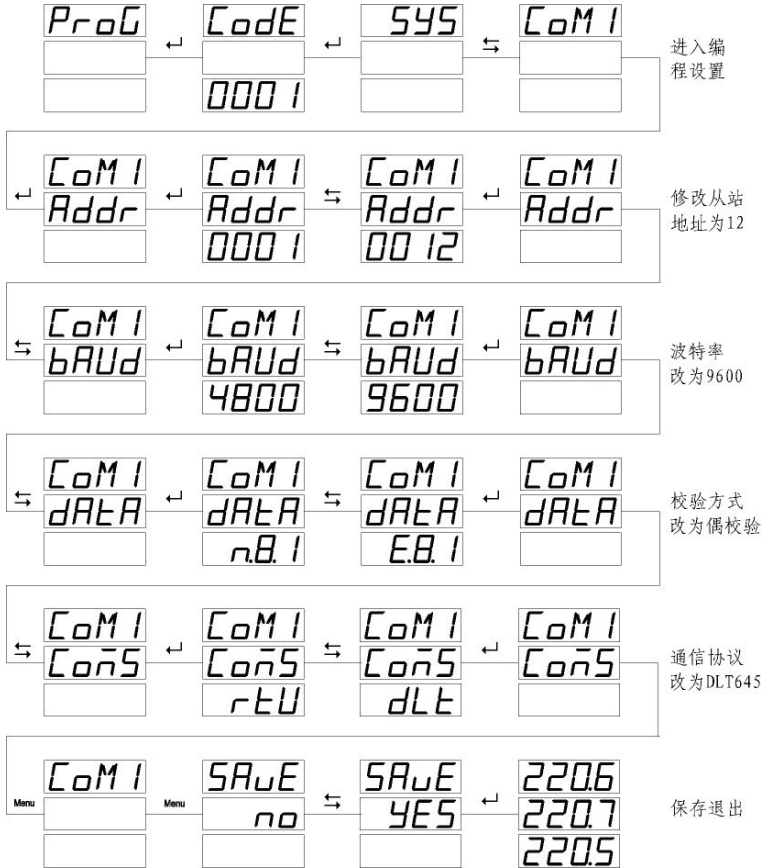 ProG CodE SYS CoM1
0001
进入编
程设置
CoM1 CoM1 CoM1 CoM1
Addr Addr Addr Addr
0001 0012
修改从站
地址为12
CoM1 CoM1 CoM1 CoM1
bAUd bAUd bAUd bAUd
4800 9600
波特率
改为9600
CoM1 CoM1 CoM1 CoM1
dAtA dAtA dAtA dAtA
n.8.1 E.8.1
校验方式
改为偶校验
CoM1 CoM1 CoM1 CoM1
ComS ComS ComS ComS
rtU dLt
通信协议
改为DLT645
CoM1 SAvE SAvE 220.6
Menu Menu no YES 220.7
220.5
保存退出